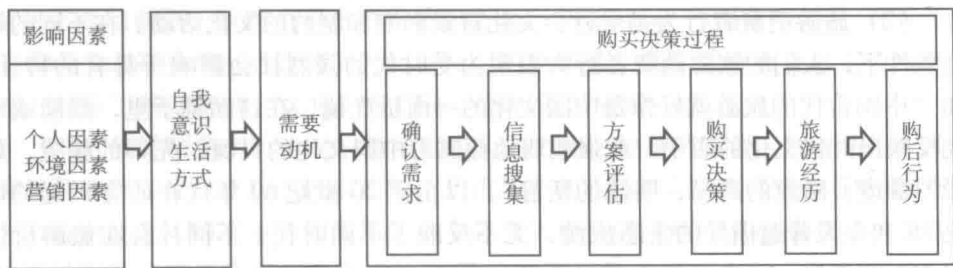 影响因素
个人因素
环境因素
营销因素
自我
意识
生活
方式
需要
动机
购买决策过程
确认需求
信息搜集
方案评估
购买决策
旅游经历
购后行为